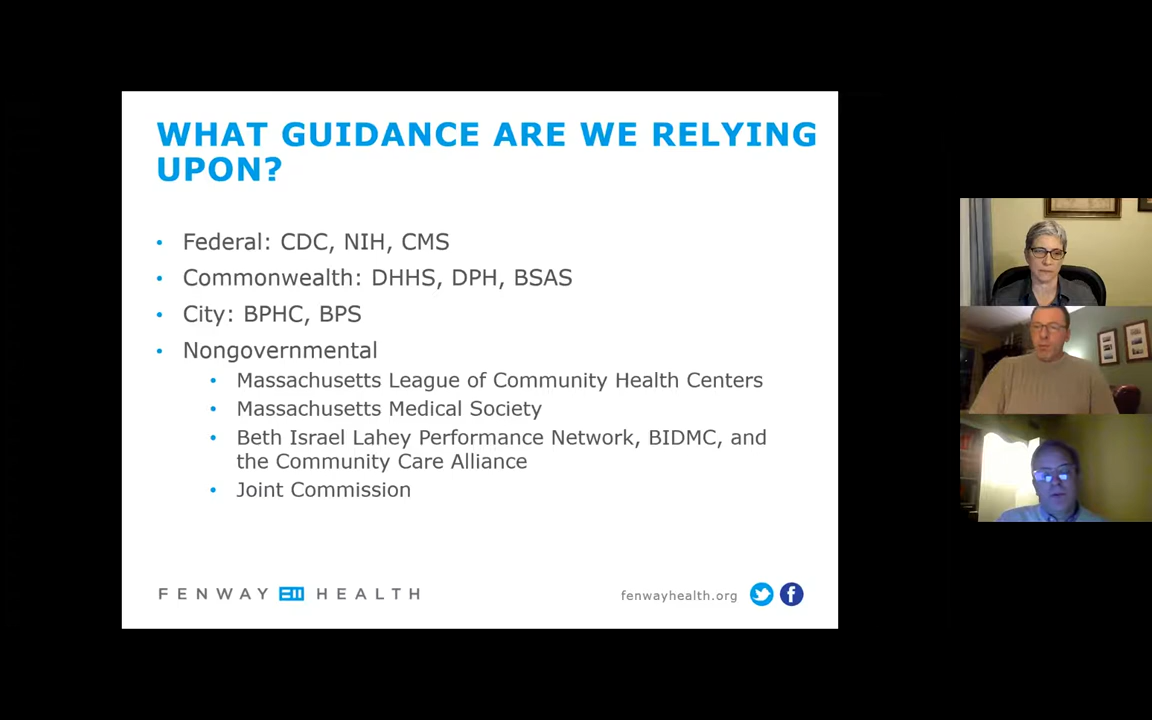 WHAT GUIDANCE ARE WE RELYING
UPON?
• Federal: CDC, NIH, CMS
• Commonwealth: DHHS, DPH, BSAS
• City: BPHC, BPS
• Nongovernmental
• Massachusetts League of Community Health Centers
• Massachusetts Medical Society
• Beth Israel Lahey Performance Network, BIDMC, and
the Community Care Alliance
• Joint Commission
FENWAY HEALTH
fenwayhealth.org